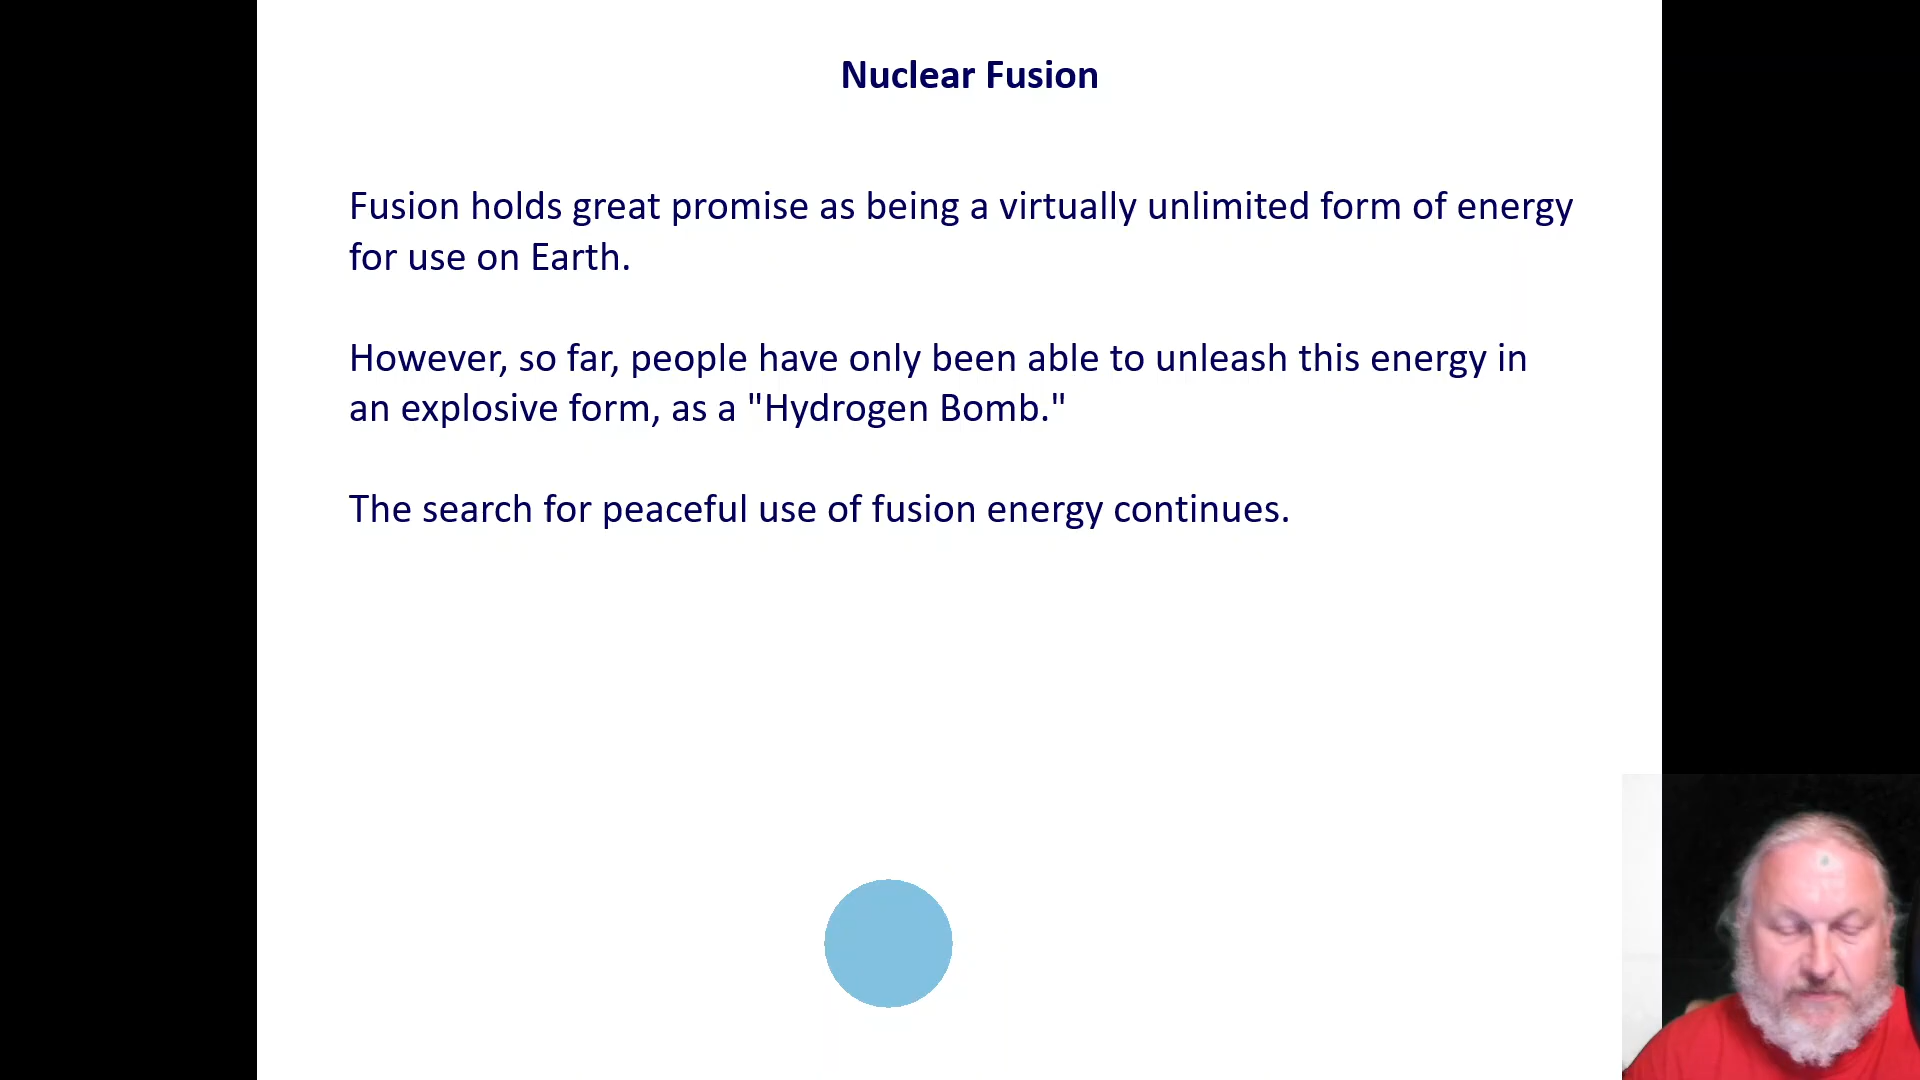 Nuclear Fusion
Fusion holds great promise as being a virtually unlimited form of energy
for use on Earth.
However, so far, people have only been able to unleash this energy in
an explosive form, as a "Hydrogen Bomb."
The search for peaceful use of fusion energy continues.